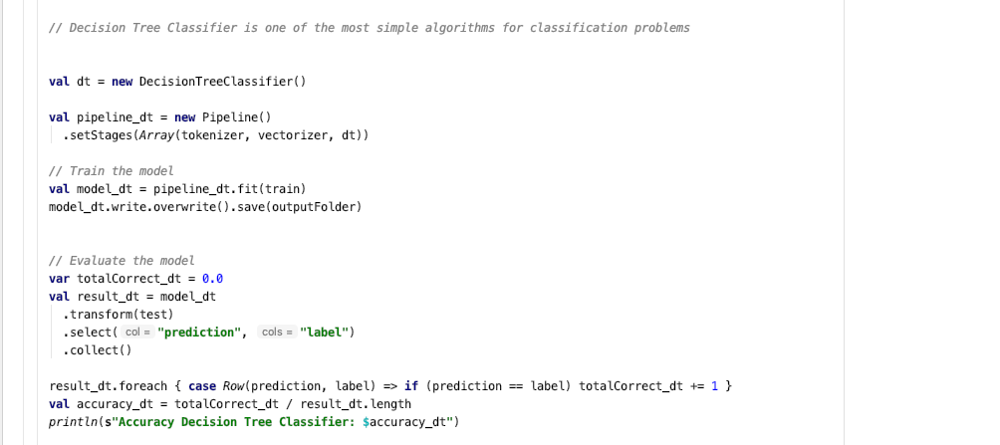 // Decision Tree Classifier is one of the most simple algorithms for classification problems
val dt = new DecisionTreeClassifier()
val pipeline_dt = new Pipeline()
.setStages(Array(tokenizer, vectorizer, dt))
// Train the model
val model_dt = pipeline_dt.fit(train)
model_dt.write.overwrite().save(outputFolder)
// Evaluate the model
var totalCorrect_dt = 0.0
val result_dt = model_dt
.transform(test)
.select( col = "prediction", cols = "label")
.collect()
result_dt.foreach { case Row(prediction, label) => if (prediction == label) totalCorrect_dt += 1 }
val accuracy_dt = totalCorrect_dt / result_dt.length
println(s"Accuracy Decision Tree Classifier: $accuracy_dt")